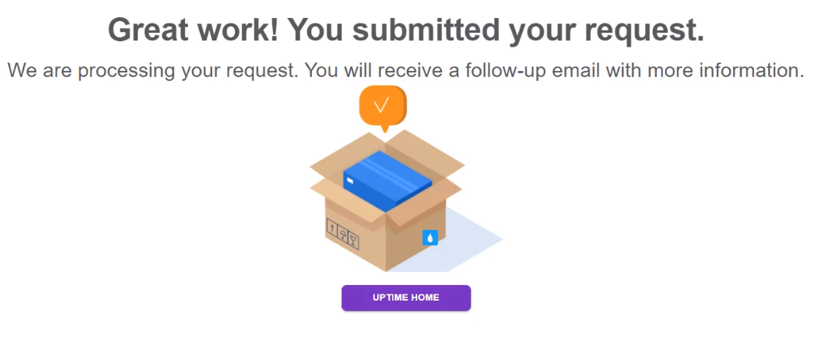 Great work! You submitted your request.
We are processing your request. You will receive a follow-up email with more information.
UPTIME HOME